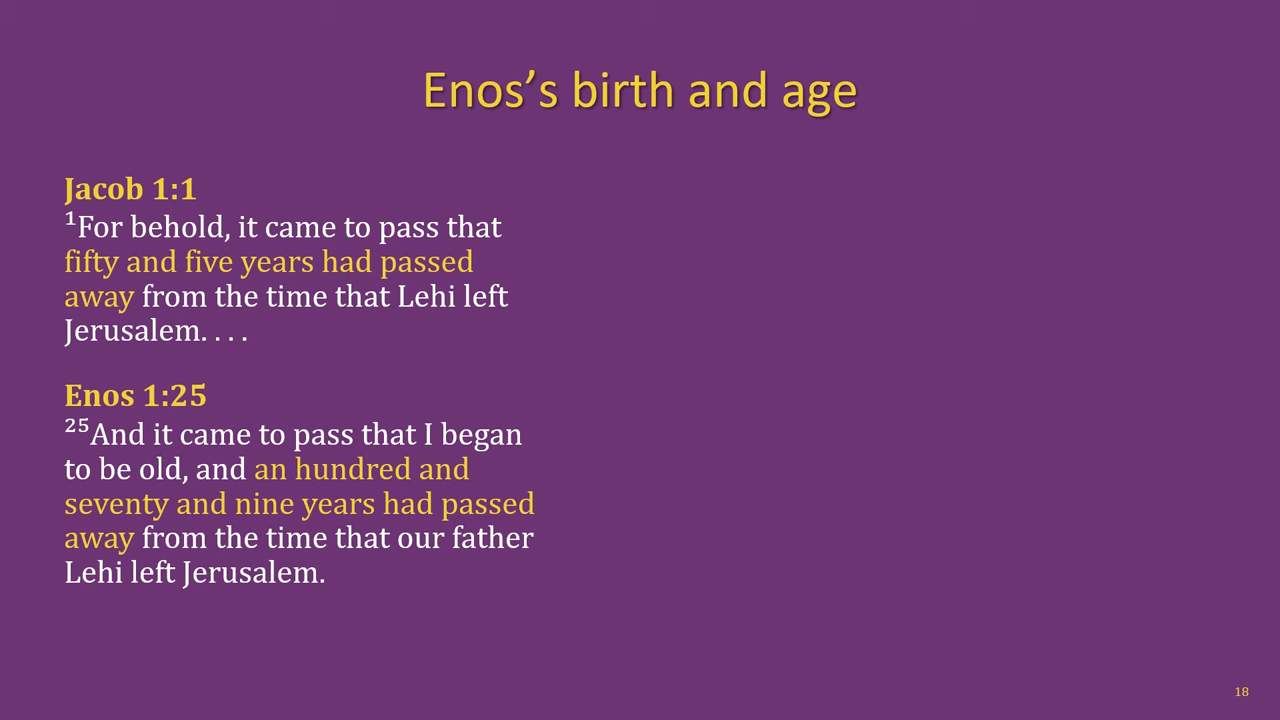 Enos’s birth and age
Jacob 1:1
¹For behold, it came to pass that
fifty and five years had passed
away from the time that Lehi left
Jerusalem. . . .
Enos 1:25
²⁵And it came to pass that I began
to be old, and an hundred and
seventy and nine years had passed
away from the time that our father
Lehi left Jerusalem.
18